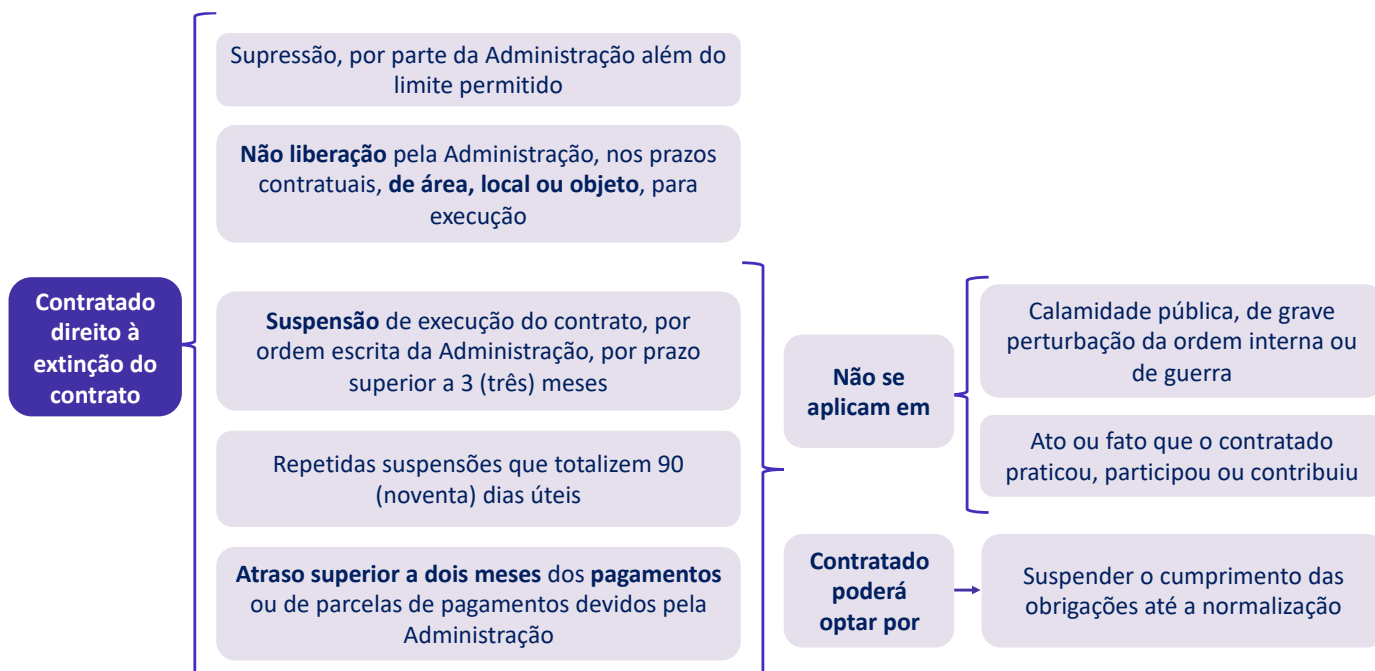 Contratado
direito à
extinção do
contrato
Supressão, por parte da Administração além do
limite permitido
Não liberação pela Administração, nos prazos
contratuais, de área, local ou objeto, para
execução
Suspensão de execução do contrato, por
ordem escrita da Administração, por prazo
superior a 3 (três) meses
Repetidas suspensões que totalizem 90
(noventa) dias úteis
Atraso superior a dois meses dos pagamentos
ou de parcelas de pagamentos devidos pela
Administração
Não se
aplicam em
Calamidade pública, de grave
perturbação da ordem interna ou
de guerra
Ato ou fato que o contratado
praticou, participou ou contribuiu
Contratado
poderá
optar por
Suspender o cumprimento das
obrigações até a normalização